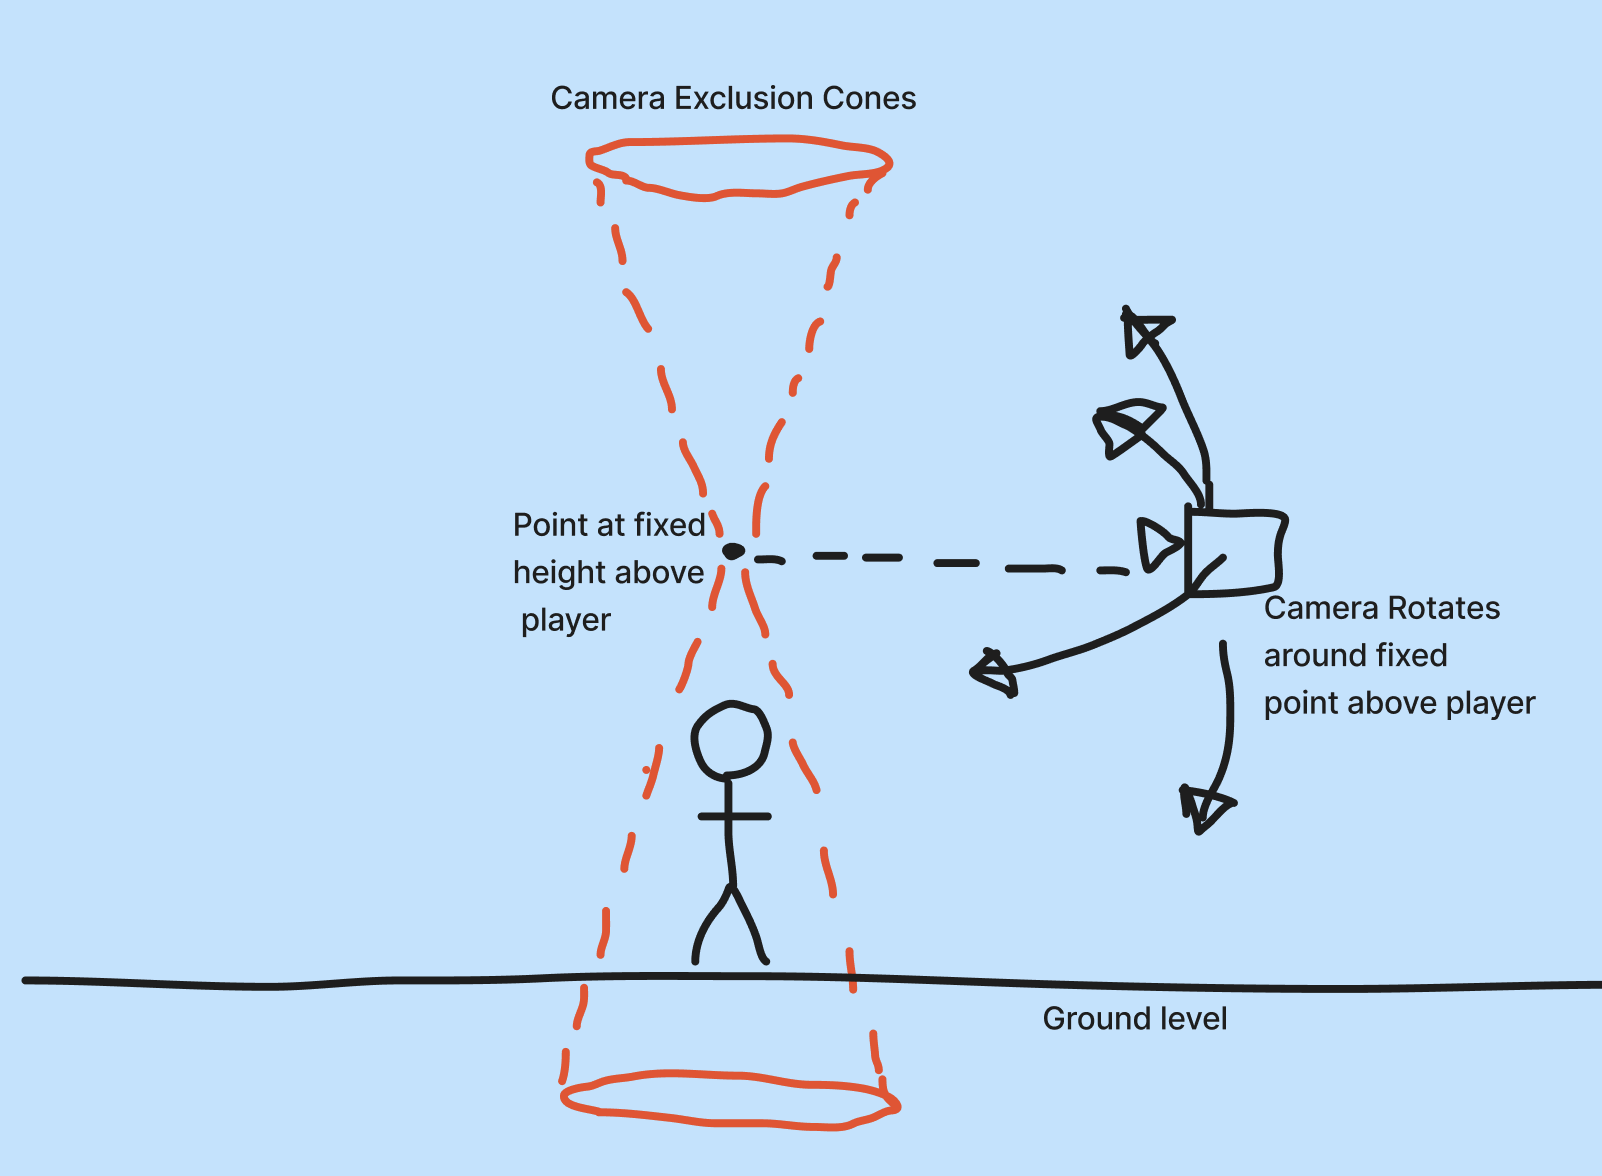 Camera Exclusion Cones
Point at fixed
height above
player
Camera Rotates
around fixed
point above player
Ground level